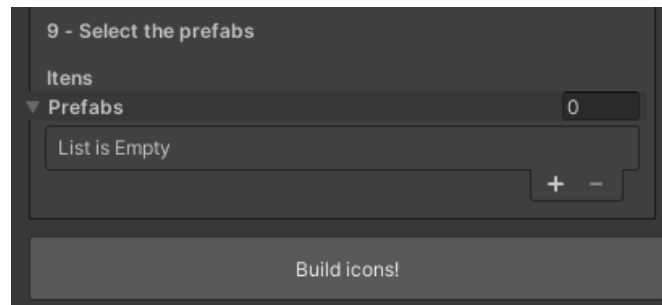 9 - Select the prefabs
Itens
Prefabs 0
List is Empty
+ -
Build icons!